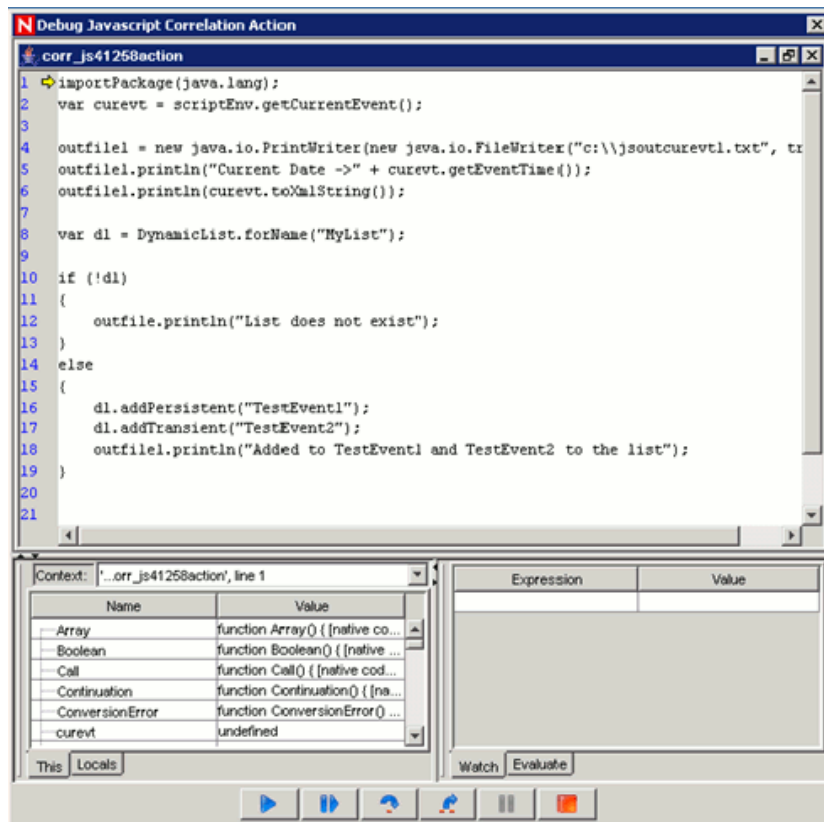 N Debug Javascript Correlation Action
corr_js41258action
1 importPackage(java.lang);
2 var curevt = scriptEnv.getCurrentEvent();
3
4 outfile1 = new java.io.PrintWriter(new java.io.FileWriter("c:\\jsoutcurevt1.txt", tr
5 outfile1.println("Current Date ->" + curevt.getEventTime());
6 outfile1.println(curevt.toXmlString());
7
8 var dl = DynamicList.forName("MyList");
9
10 if (!dl)
11 {
12 outfile.println("List does not exist");
13 }
14 else
15 {
16 dl.addPersistent("TestEvent1");
17 dl.addTransient("TestEvent2");
18 outfile1.println("Added to TestEvent1 and TestEvent2 to the list");
19 }
20
21
Context: '...orr_js41258action', line 1
Name Value
Array function Array() { [native co...
Boolean function Boolean() { [native ...
Call function Call() { [native cod...
Continuation function Continuation() { [na...
ConversionError function ConversionError() ...
curevt undefined
This Locals
Expression Value
Watch Evaluate